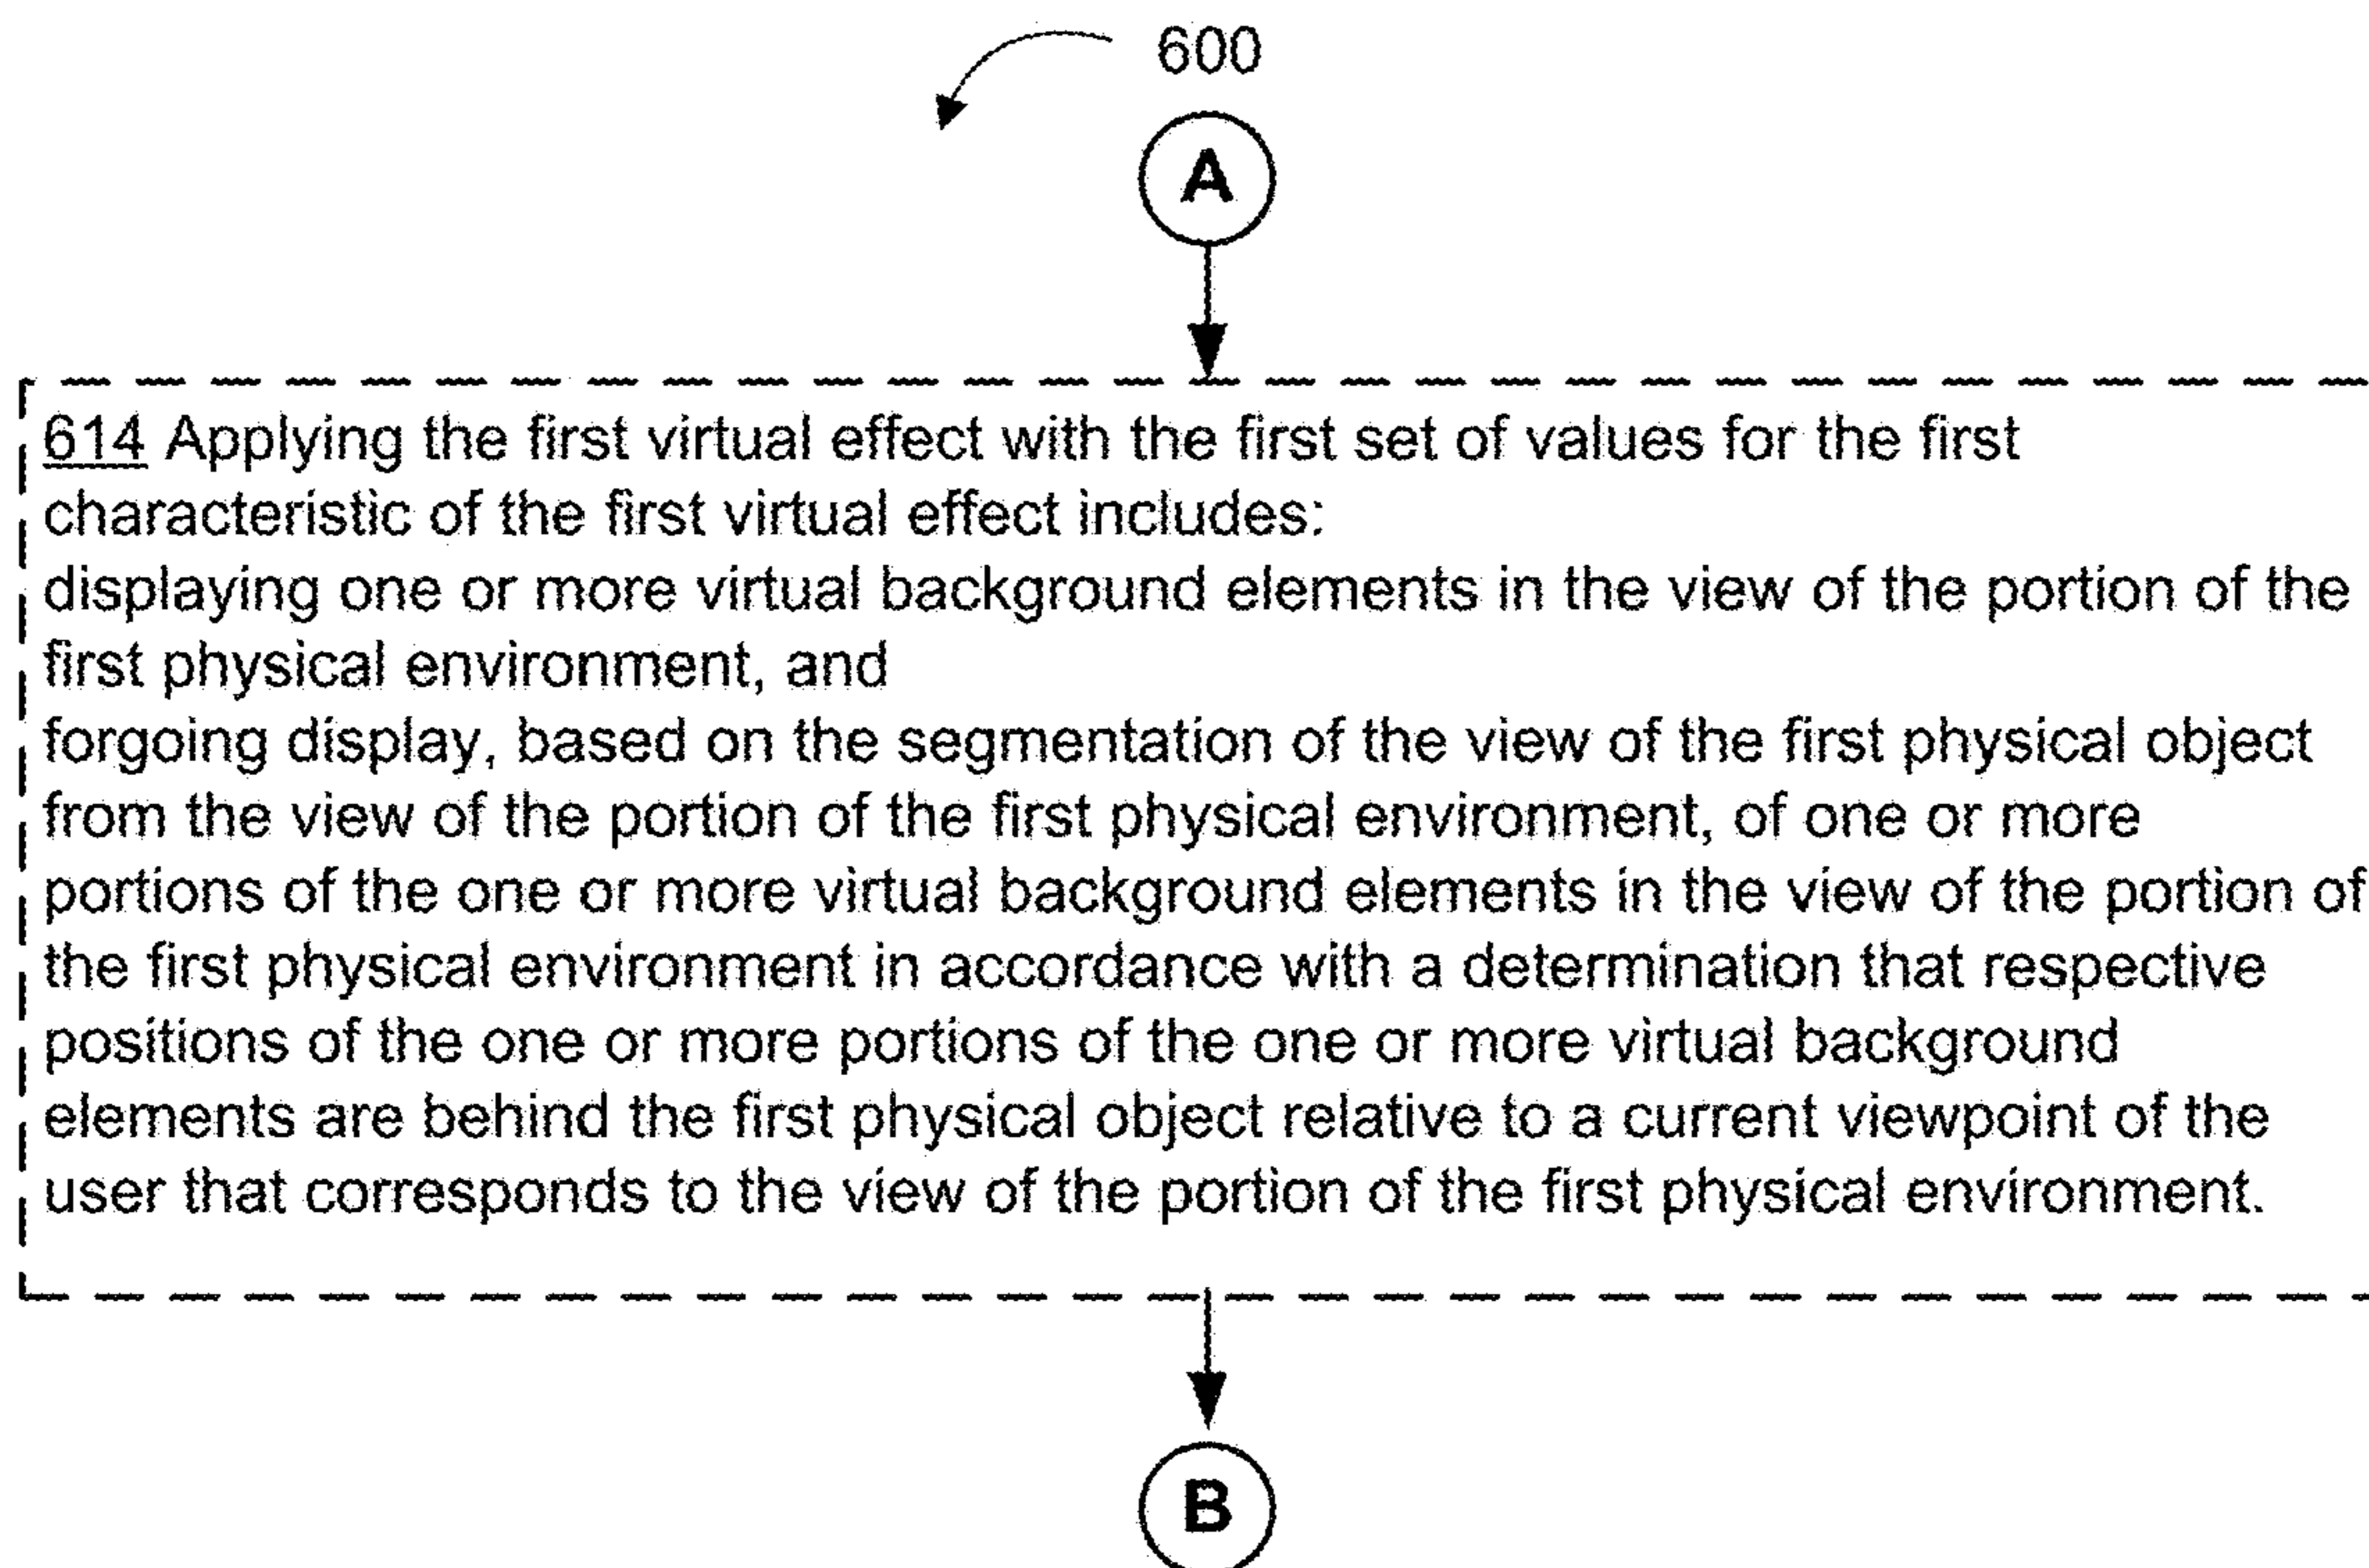 600
A
614 Applying the first virtual effect with the first set of values for the first
characteristic of the first virtual effect includes:
displaying one or more virtual background elements in the view of the portion of the
first physical environment, and
forgoing display, based on the segmentation of the view of the first physical object
from the view of the portion of the first physical environment, of one or more
portions of the one or more virtual background elements in the view of the portion of
the first physical environment in accordance with a determination that respective
positions of the one or more portions of the one or more virtual background
elements are behind the first physical object relative to a current viewpoint of the
user that corresponds to the view of the portion of the first physical environment.
B